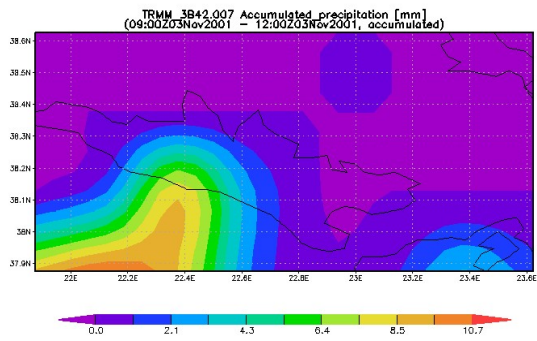 TRMM_3B42.007 Accumulated precipitation [mm]
(09:00Z03Nov2001 – 12:00Z03Nov2001, accumulated)
38.6N
38.5N
38.4N
38.3N
38.2N
38.1N
38N
37.9N
22E 22.2E 22.4E 22.6E 22.8E 23E 23.2E 23.4E 23.6E
0.0 2.1 4.3 6.4 8.5 10.7